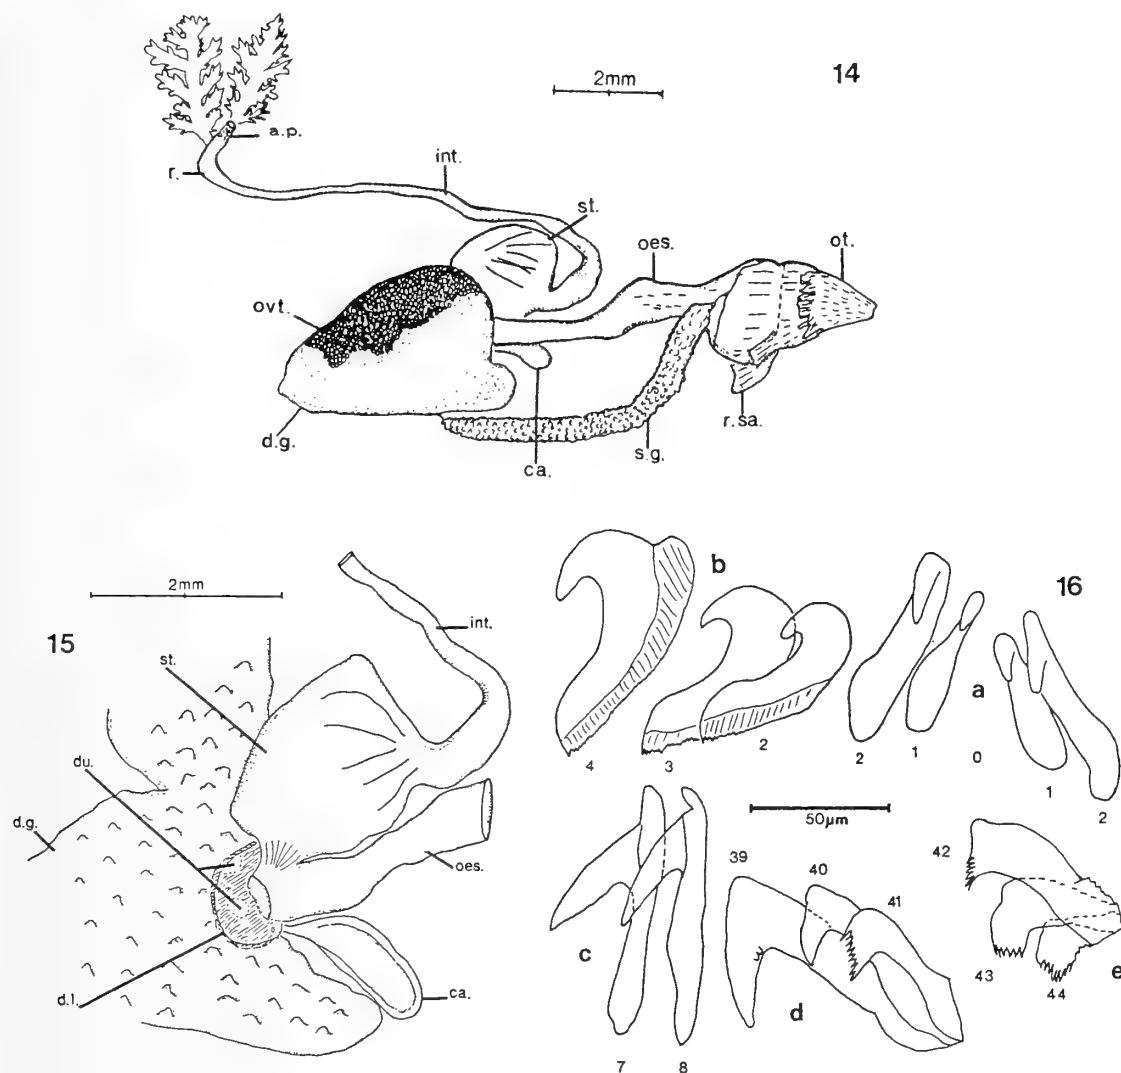 14
2mm
a.p.
r.
int.
st.
oes.
ot.
ovt.
d.g.
ca.
s.g.
r.sa.
15
2mm
int.
st.
du.
d.g.
oes.
d.l.
ca.
16
b
4
3
2
a
2
1
0
1
2
50µm
c
7
8
39
40
41
d
42
43
44
e